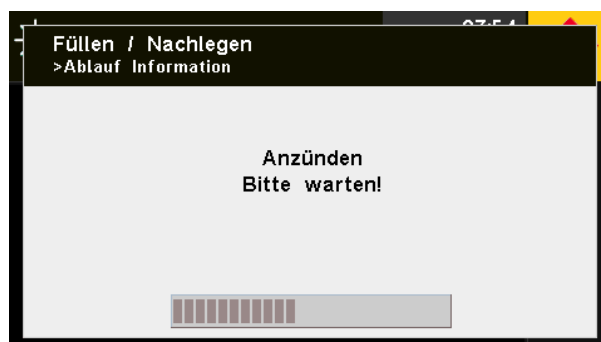 Füllen / Nachlegen
>Ablauf Information
Anzünden
Bitte warten!